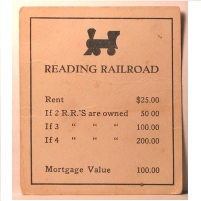 READING RAILROAD
Rent $25.00
If 2 R.R.'S are owned 50 00
If 3 " " " 100.00
If 4 " " " 200.00
Mortgage Value 100.00